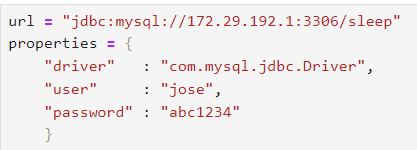 url = "jdbc:mysql://172.29.192.1:3306/sleep"
properties = {
    "driver"   : "com.mysql.jdbc.Driver",
    "user"     : "jose",
    "password" : "abc1234"
    }